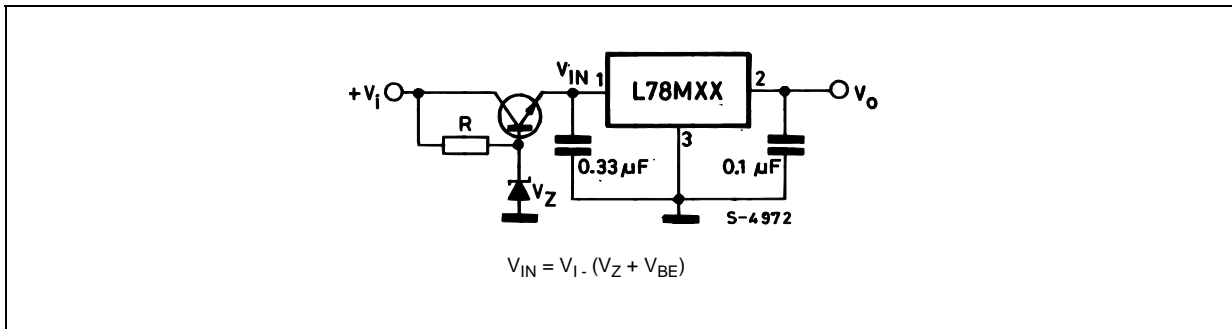 V_IN 1 L78MXX 2
+V_i V_o
R 3
0.33 µF 0.1 µF
V_Z
S-4972
V_IN = V_I - (V_Z + V_BE)